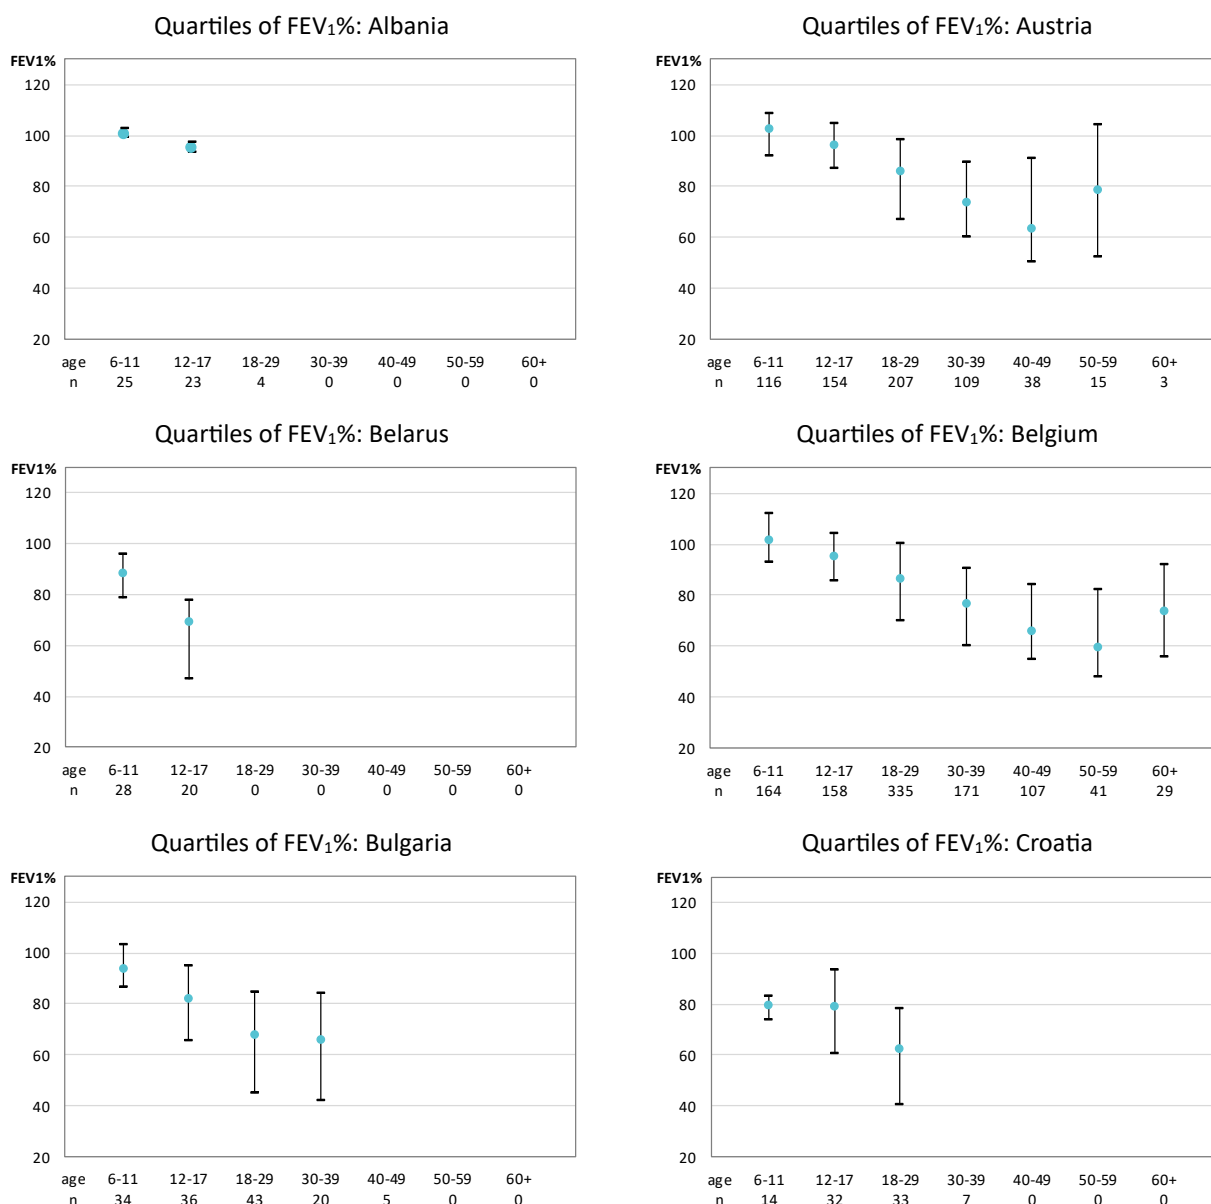 Quartiles of FEV₁%: Albania
FEV1%
120
100
80
60
40
20
age 6-11 12-17 18-29 30-39 40-49 50-59 60+
n 25 23 4 0 0 0 0
Quartiles of FEV₁%: Austria
FEV1%
120
100
80
60
40
20
age 6-11 12-17 18-29 30-39 40-49 50-59 60+
n 116 154 207 109 38 15 3
Quartiles of FEV₁%: Belarus
FEV1%
120
100
80
60
40
20
age 6-11 12-17 18-29 30-39 40-49 50-59 60+
n 28 20 0 0 0 0 0
Quartiles of FEV₁%: Belgium
FEV1%
120
100
80
60
40
20
age 6-11 12-17 18-29 30-39 40-49 50-59 60+
n 164 158 335 171 107 41 29
Quartiles of FEV₁%: Bulgaria
FEV1%
120
100
80
60
40
20
age 6-11 12-17 18-29 30-39 40-49 50-59 60+
n 34 36 43 20 5 0 0
Quartiles of FEV₁%: Croatia
FEV1%
120
100
80
60
40
20
age 6-11 12-17 18-29 30-39 40-49 50-59 60+
n 14 32 33 7 0 0 0